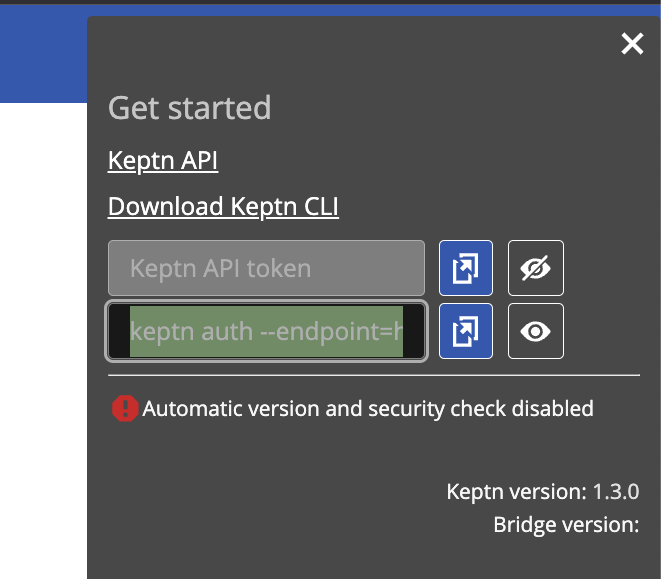 Get started
Keptn API
Download Keptn CLI
Keptn API token
keptn auth --endpoint=h
Automatic version and security check disabled
Keptn version: 1.3.0
Bridge version: